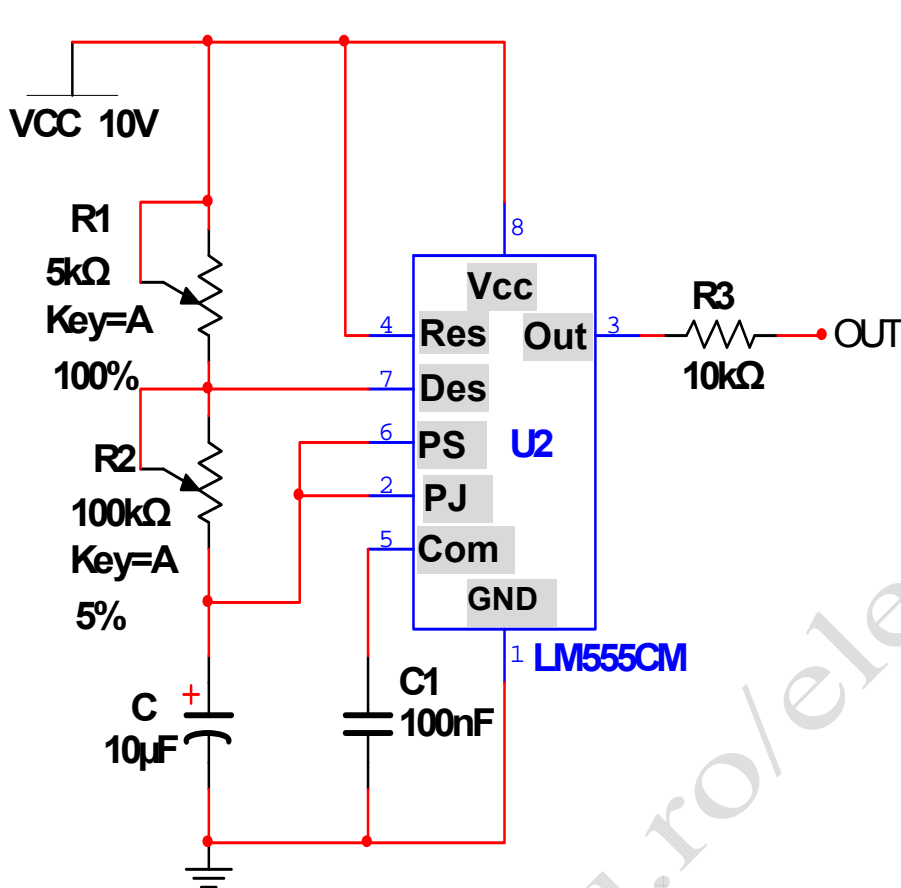 VCC 10V
R1
5kΩ
Key=A
100%
R2
100kΩ
Key=A
5%
C
+
10µF
C1
100nF
8
Vcc
4
Res
Out
3
7
Des
6
PS
U2
2
PJ
5
Com
GND
1
LM555CM
R3
10kΩ
OUT